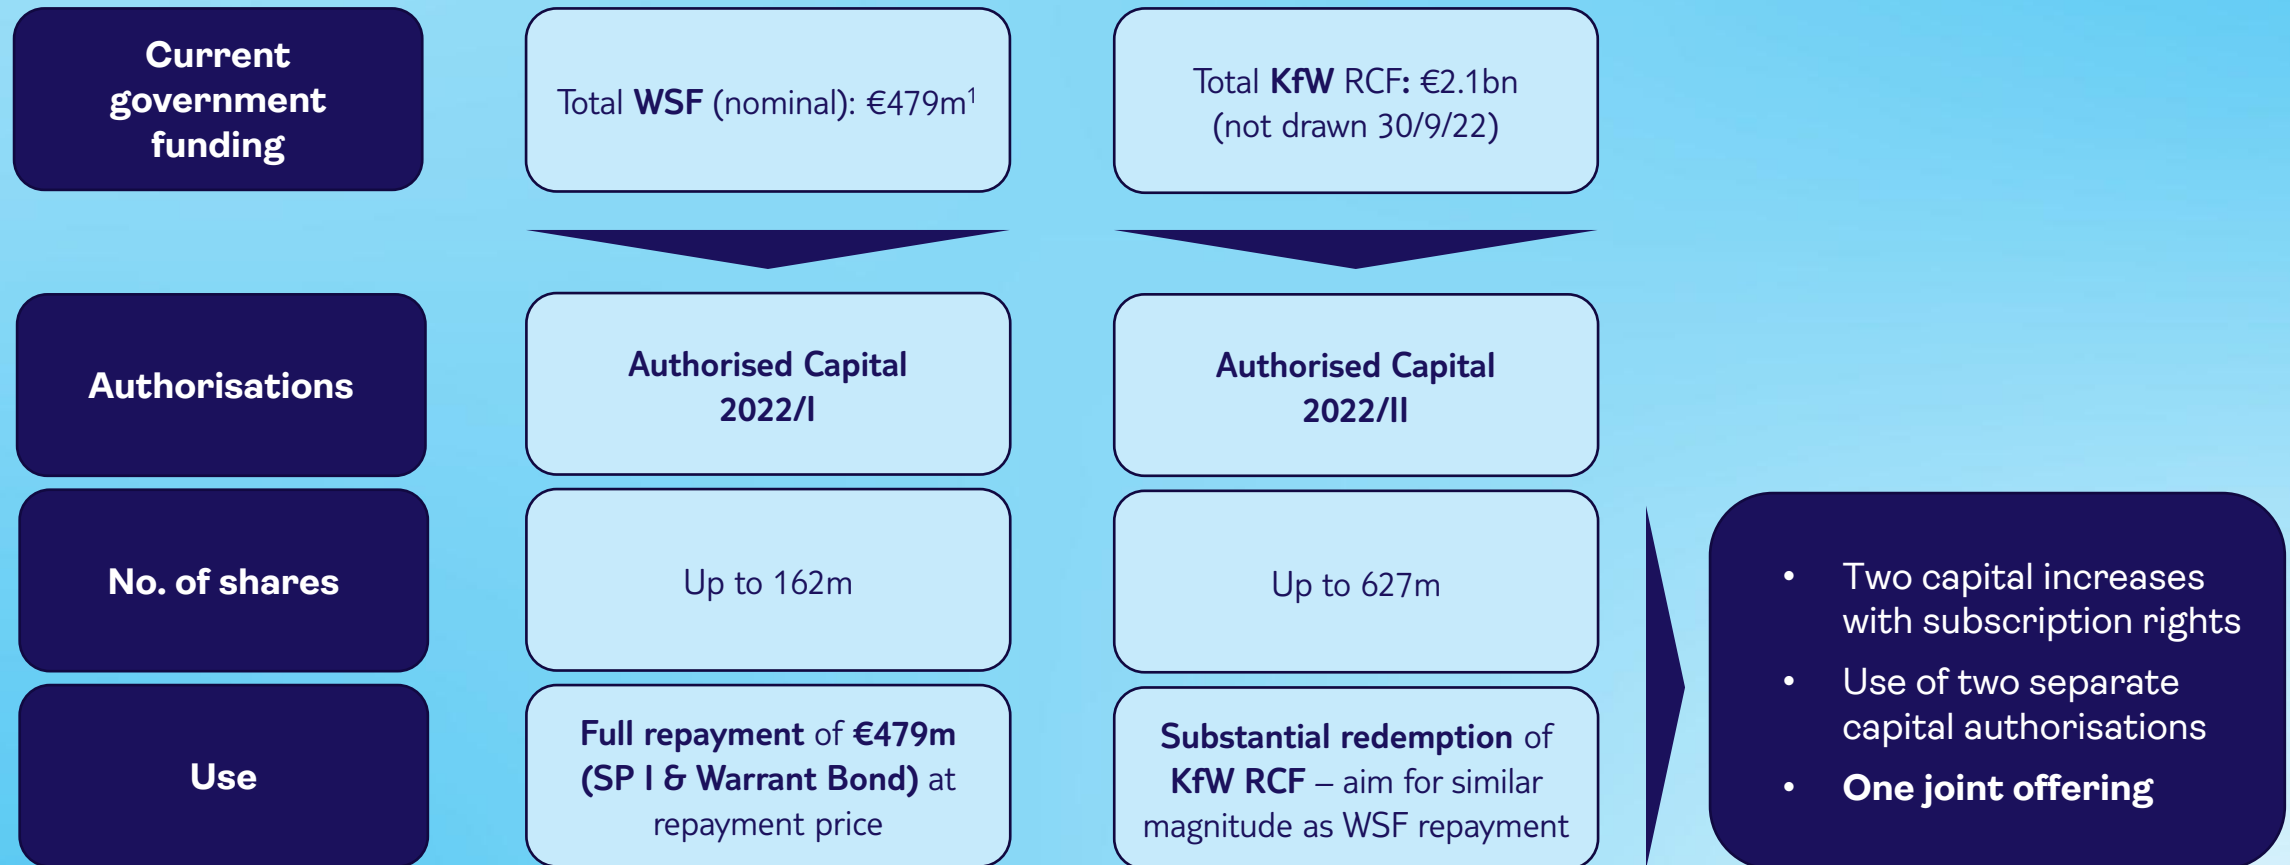 Current
government
funding
Total WSF (nominal): €479m¹
Total KfW RCF: €2.1bn
(not drawn 30/9/22)
Authorisations
Authorised Capital
2022/I
Authorised Capital
2022/II
No. of shares
Up to 162m
Up to 627m
Use
Full repayment of €479m
(SP I & Warrant Bond) at
repayment price
Substantial redemption of
KfW RCF – aim for similar
magnitude as WSF repayment
• Two capital increases
with subscription rights
• Use of two separate
capital authorisations
• One joint offering